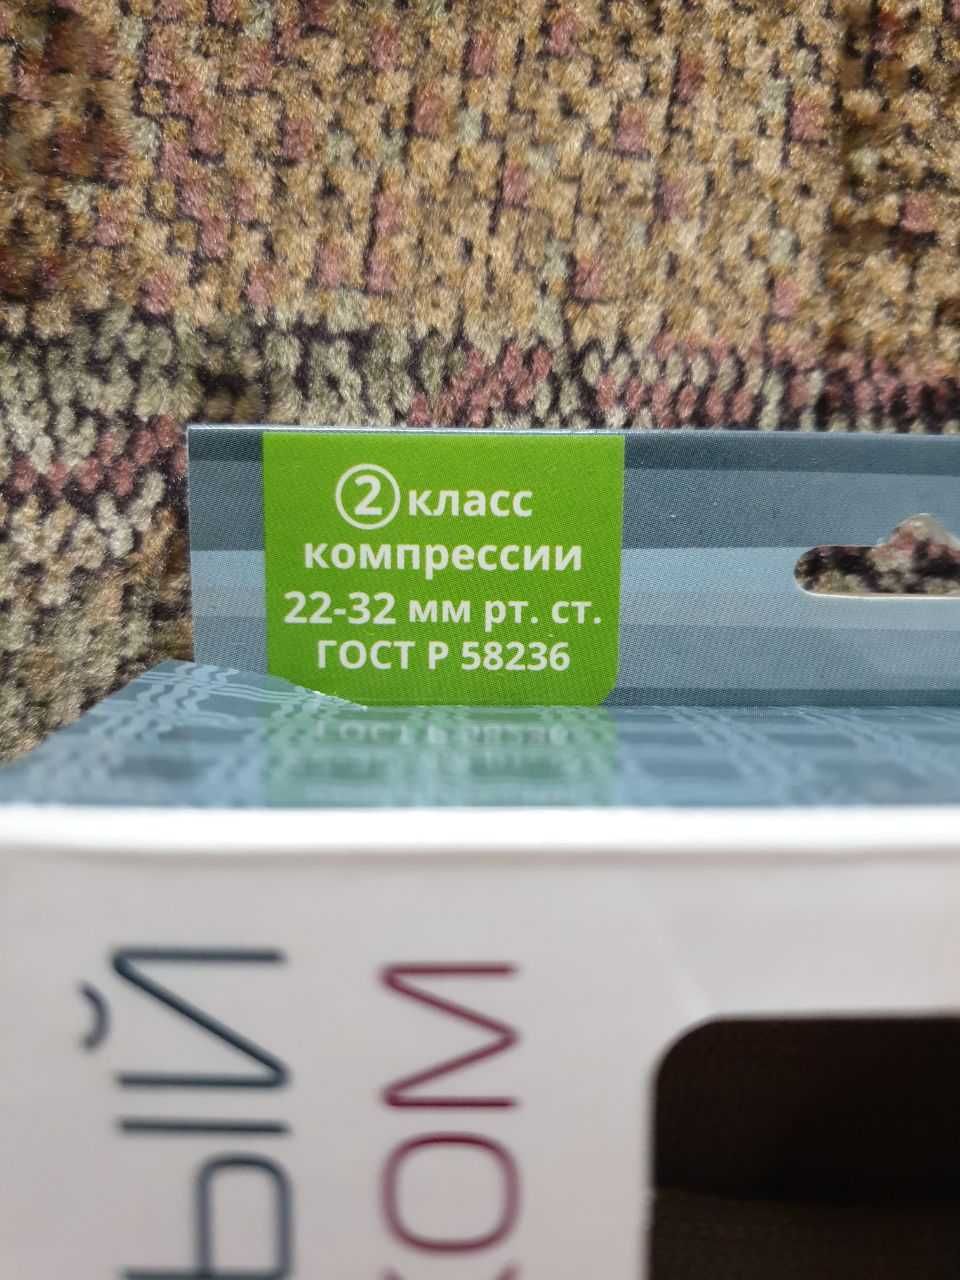 2 класс
компрессии
22-32 мм рт. ст.
ГОСТ Р 58236